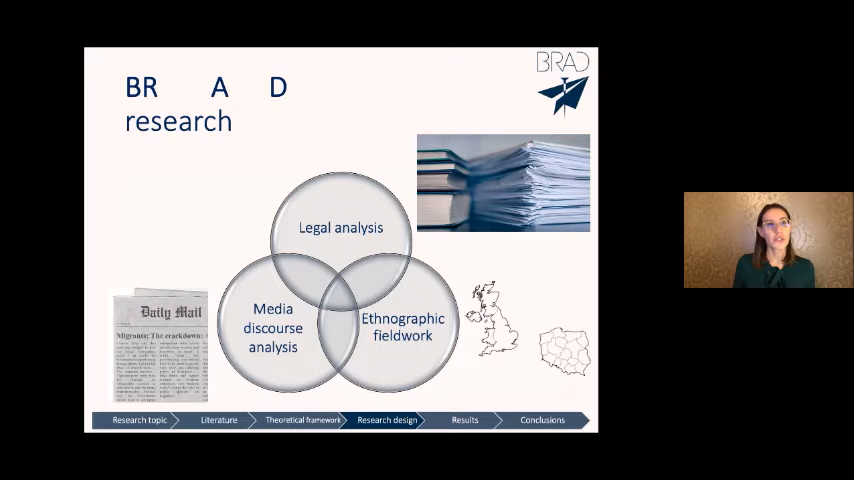 BR A D
research
BRAD
Legal analysis
Media
discourse
analysis
Ethnographic
fieldwork
Daily Mail
Migrants: The crackdown:
Research topic
Literature
Theoretical framework
Research design
Results
Conclusions